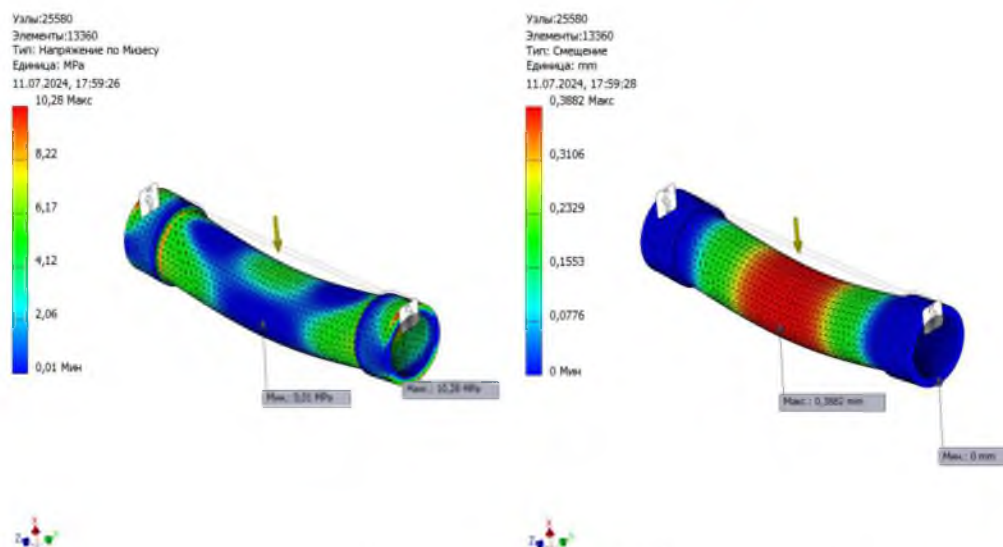 Узлы:25580
Элементы:13360
Тип: Напряжение по Мизесу
Единица: MPa
11.07.2024, 17:59:26
10,28 Макс
8,22
6,17
4,12
2,06
0,01 Мин
Мин.: 0,01 MPa
Макс.: 10,28 MPa
Z
X
Узлы:25580
Элементы:13360
Тип: Смещение
Единица: mm
11.07.2024, 17:59:28
0,3882 Макс
0,3106
0,2329
0,1553
0,0776
0 Мин
Макс.: 0,3882 mm
Мин.: 0 mm
Z
X